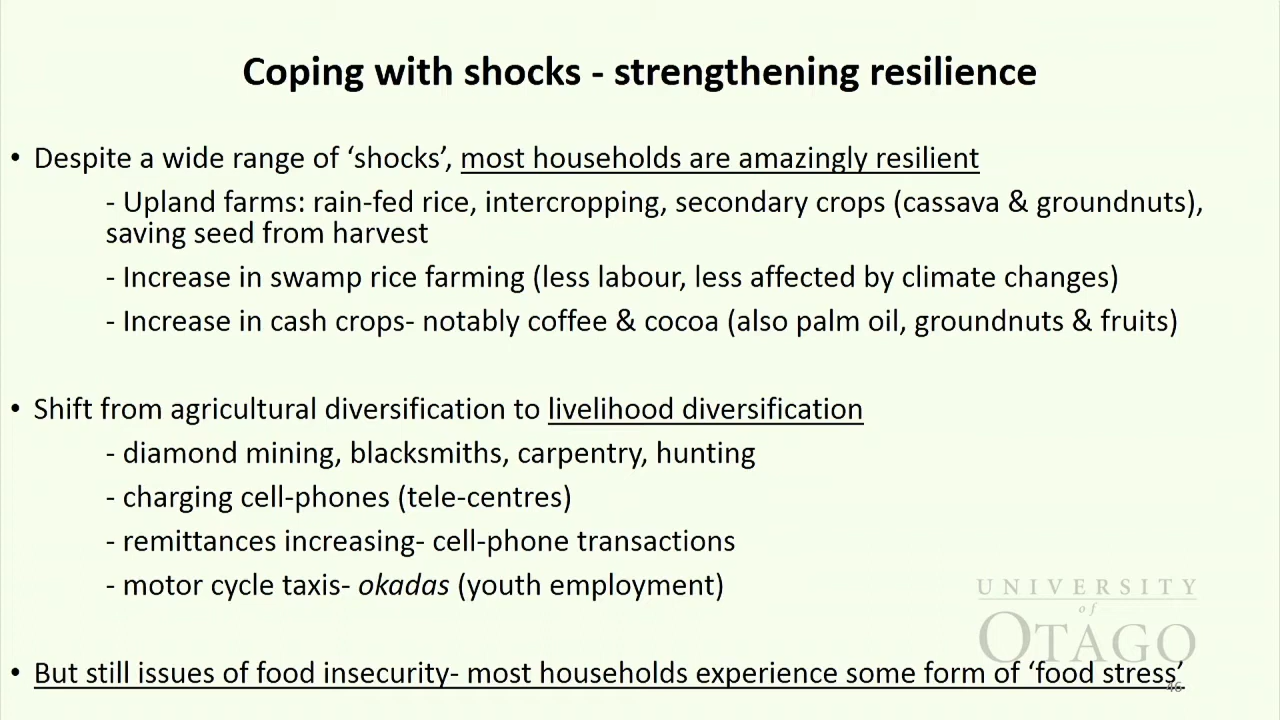 Coping with shocks - strengthening resilience
• Despite a wide range of ‘shocks’, most households are amazingly resilient
- Upland farms: rain-fed rice, intercropping, secondary crops (cassava & groundnuts),
saving seed from harvest
- Increase in swamp rice farming (less labour, less affected by climate changes)
- Increase in cash crops- notably coffee & cocoa (also palm oil, groundnuts & fruits)
• Shift from agricultural diversification to livelihood diversification
- diamond mining, blacksmiths, carpentry, hunting
- charging cell-phones (tele-centres)
- remittances increasing- cell-phone transactions
- motor cycle taxis- okadas (youth employment)
UNIVERSITY
of
OTAGO
• But still issues of food insecurity- most households experience some form of ‘food stress’
46